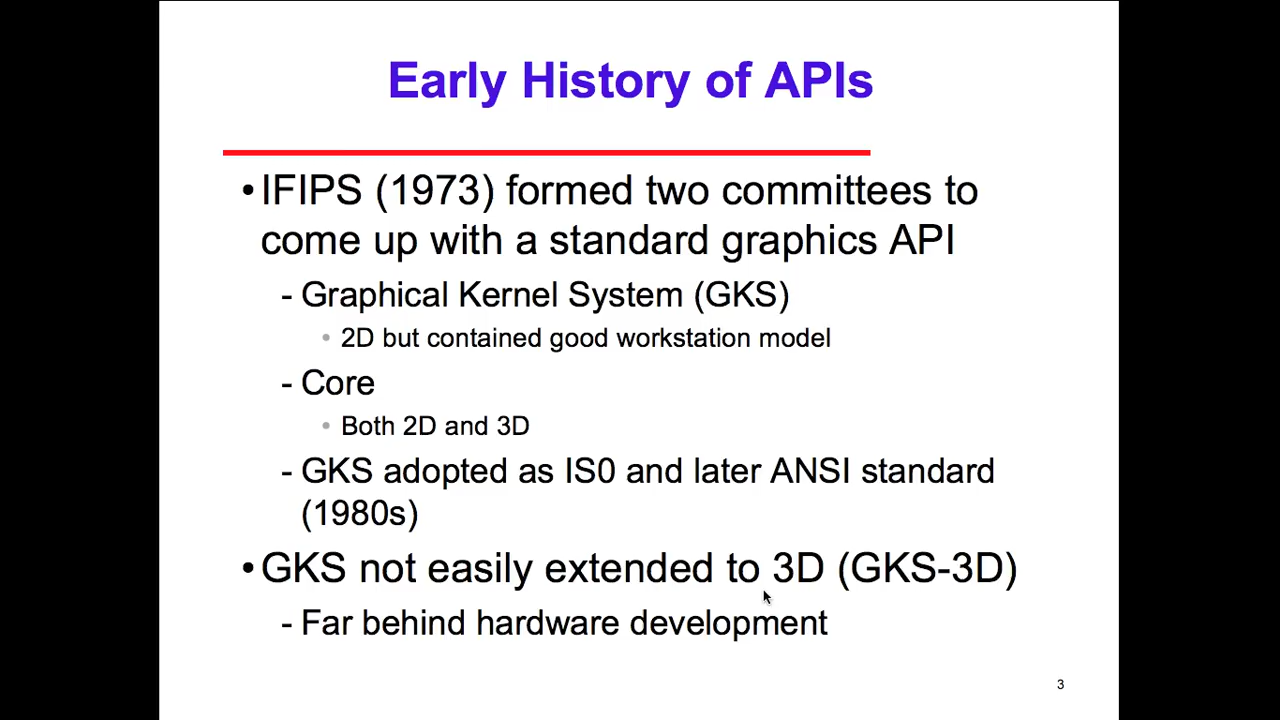 Early History of APIs
•IFIPS (1973) formed two committees to
come up with a standard graphics API
- Graphical Kernel System (GKS)
• 2D but contained good workstation model
- Core
• Both 2D and 3D
- GKS adopted as IS0 and later ANSI standard
(1980s)
•GKS not easily extended to 3D (GKS-3D)
- Far behind hardware development
3